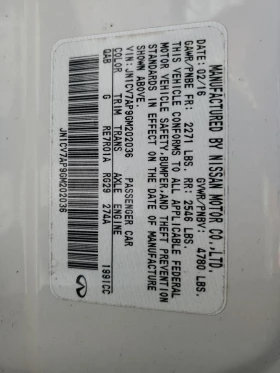 MANUFACTURED BY NISSAN MOTOR CO.,LTD.
DATE: 02/16 GVWR/PNBV: 4780 LBS.
GAWR/PNBE FR: 2271 LBS. RR: 2546 LBS.
THIS VEHICLE CONFORMS TO ALL APPLICABLE FEDERAL
MOTOR VEHICLE SAFETY,BUMPER,AND THEFT PREVENTION
STANDARDS IN EFFECT ON THE DATE OF MANUFACTURE
SHOWN ABOVE.
VIN: JN1CV7AP9GM202036 PASSENGER CAR
COLOR TRIM TRANS AXLE ENGINE
QAB G RE7R01A RG29 274A 1991CC
JN1CV7AP9GM202036